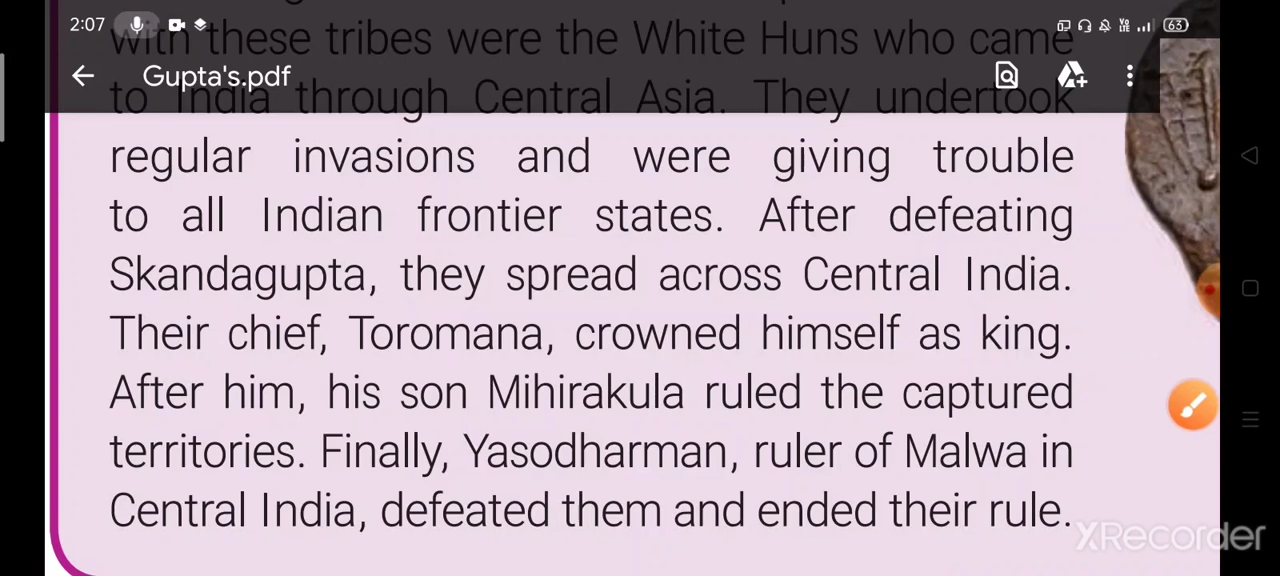 2:07
63
with these tribes were the White Huns who came
Gupta's.pdf
to India through Central Asia. They undertook
regular invasions and were giving trouble
to all Indian frontier states. After defeating
Skandagupta, they spread across Central India.
Their chief, Toromana, crowned himself as king.
After him, his son Mihirakula ruled the captured
territories. Finally, Yasodharman, ruler of Malwa in
Central India, defeated them and ended their rule.
XRecorder